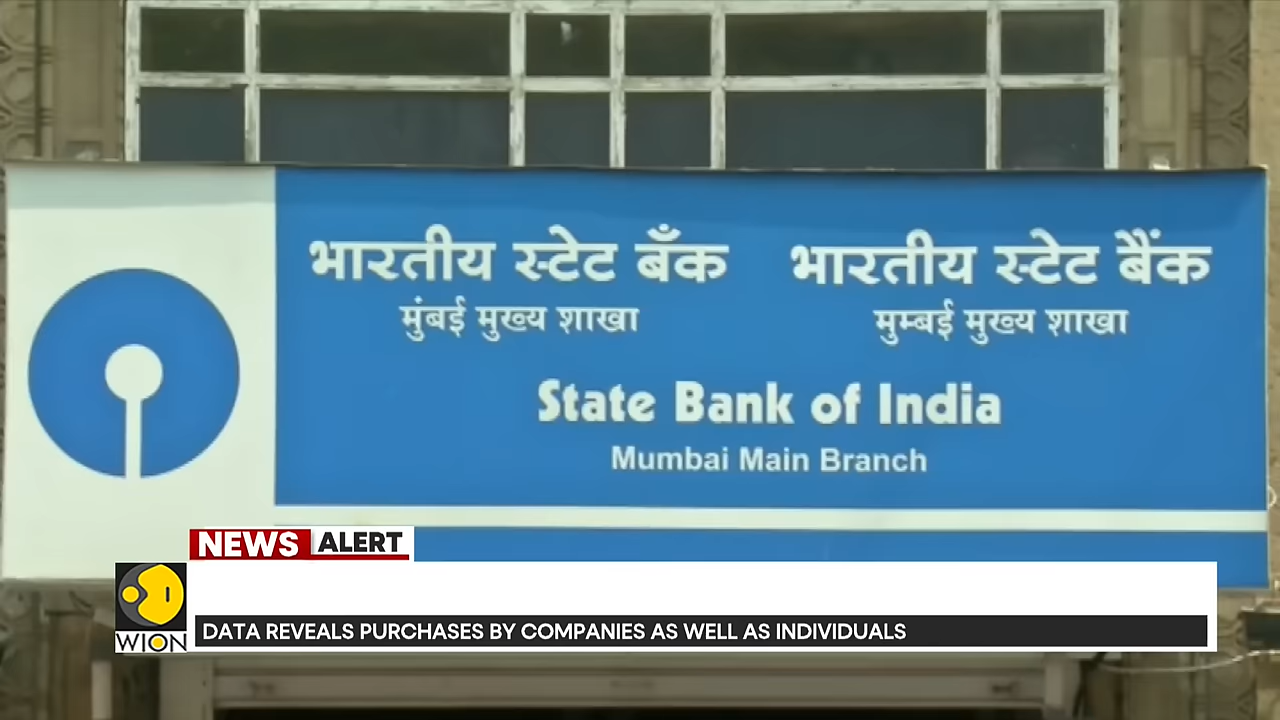 भारतीय स्टेट बँक
मुंबई मुख्य शाखा
भारतीय स्टेट बैंक
मुम्बई मुख्य शाखा
State Bank of India
Mumbai Main Branch
NEWS ALERT
WION
DATA REVEALS PURCHASES BY COMPANIES AS WELL AS INDIVIDUALS